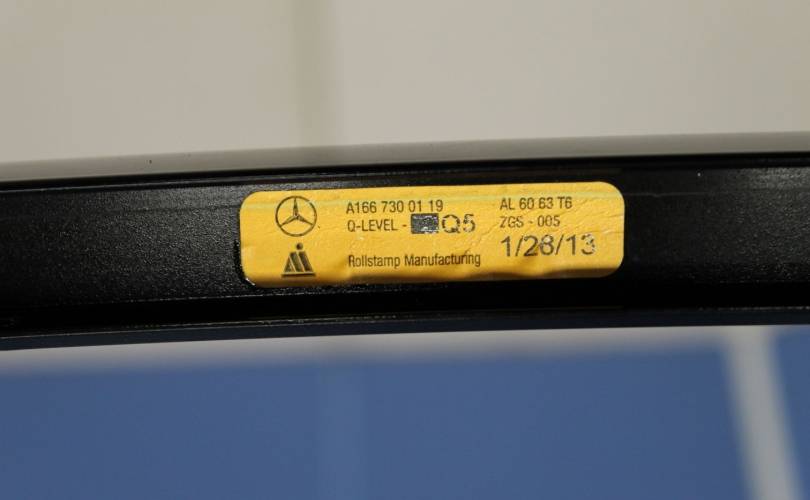 A166 730 01 19 AL 60 63 T6
Q-LEVEL - Q5 ZGS - 005
Rollstamp Manufacturing 1/28/13